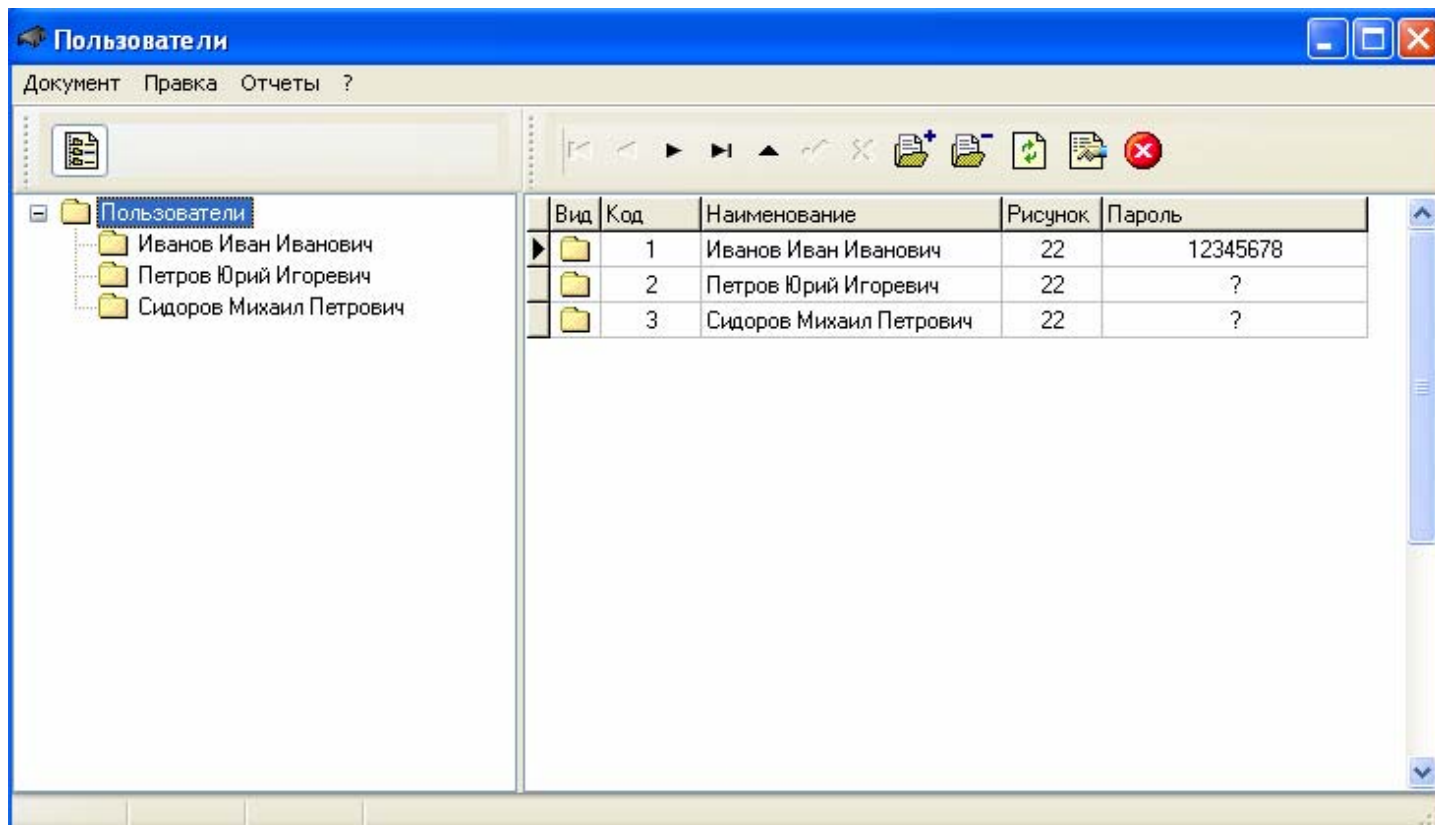 Пользователи
Документ Правка Отчеты ?
Пользователи
Иванов Иван Иванович
Петров Юрий Игоревич
Сидоров Михаил Петрович
Вид Код Наименование Рисунок Пароль
1 Иванов Иван Иванович 22 12345678
2 Петров Юрий Игоревич 22 ?
3 Сидоров Михаил Петрович 22 ?